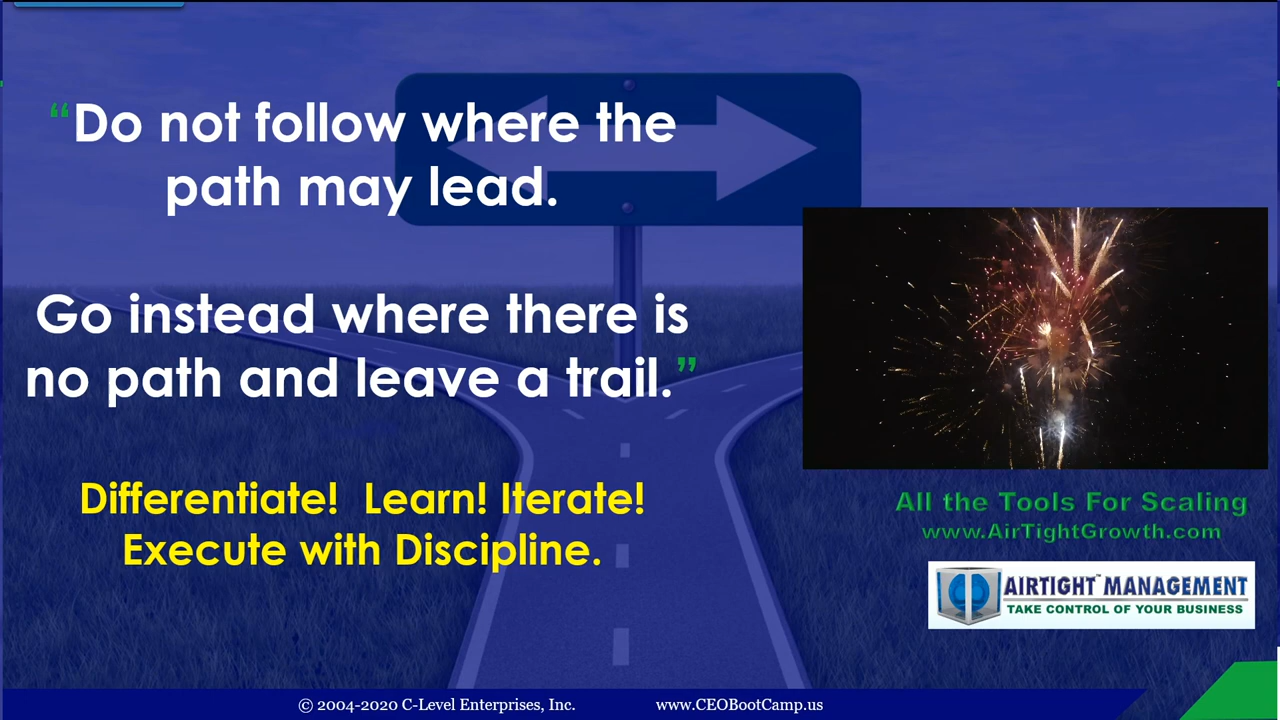 “Do not follow where the
path may lead.
Go instead where there is
no path and leave a trail.”
Differentiate!  Learn! Iterate!
Execute with Discipline.
All the Tools For Scaling
www.AirTightGrowth.com
AIRTIGHT™ MANAGEMENT
TAKE CONTROL OF YOUR BUSINESS
© 2004-2020 C-Level Enterprises, Inc.
www.CEOBootCamp.us